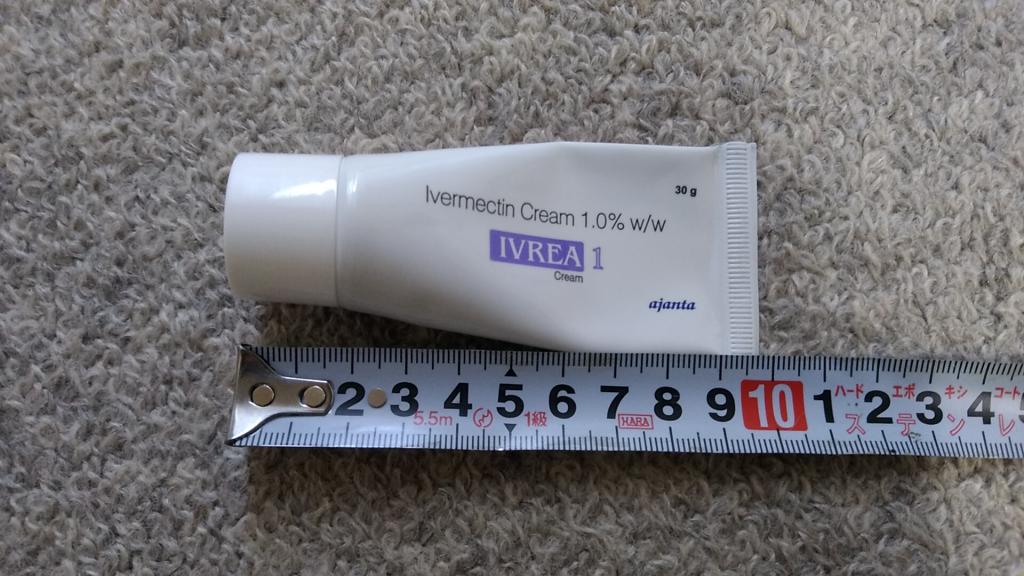 30 g
Ivermectin Cream 1.0% w/w
IVREA 1
Cream
ajanta
2 3 4 5 6 7 8 9 10 1 2 3 4
5.5m 1級 HARA
ハード エポ キシ コート
ス テ ン レ